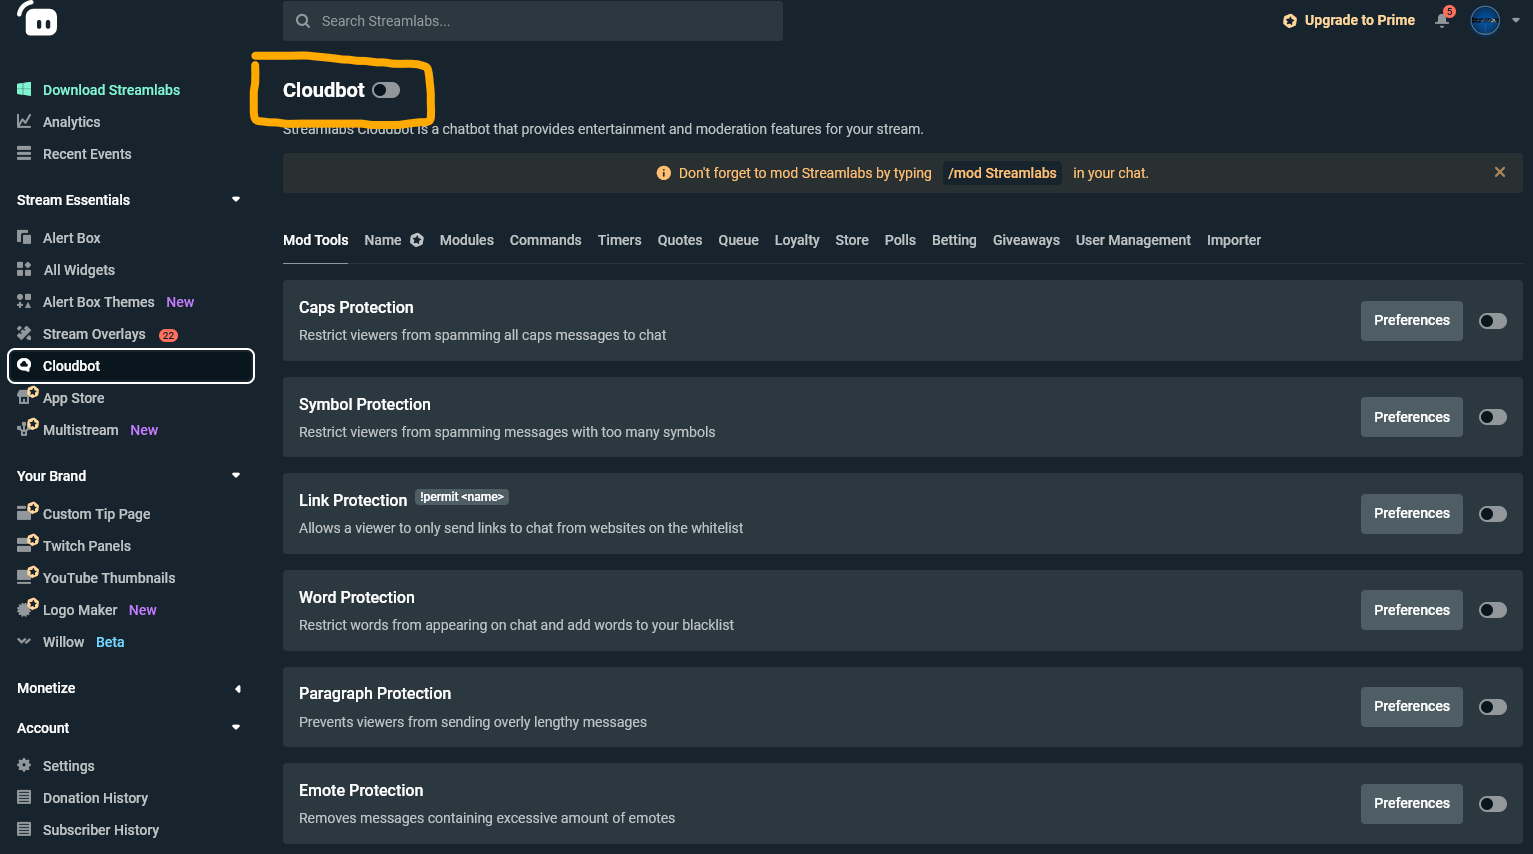 Search Streamlabs...
Upgrade to Prime
5
Download Streamlabs
Analytics
Recent Events
Stream Essentials
Alert Box
All Widgets
Alert Box Themes New
Stream Overlays 22
Cloudbot
App Store
Multistream New
Your Brand
Custom Tip Page
Twitch Panels
YouTube Thumbnails
Logo Maker New
Willow Beta
Monetize
Account
Settings
Donation History
Subscriber History
Cloudbot
Streamlabs Cloudbot is a chatbot that provides entertainment and moderation features for your stream.
Don't forget to mod Streamlabs by typing /mod Streamlabs in your chat.
Mod Tools Name Modules Commands Timers Quotes Queue Loyalty Store Polls Betting Giveaways User Management Importer
Caps Protection
Restrict viewers from spamming all caps messages to chat
Preferences
Symbol Protection
Restrict viewers from spamming messages with too many symbols
Preferences
Link Protection !permit <name>
Allows a viewer to only send links to chat from websites on the whitelist
Preferences
Word Protection
Restrict words from appearing on chat and add words to your blacklist
Preferences
Paragraph Protection
Prevents viewers from sending overly lengthy messages
Preferences
Emote Protection
Removes messages containing excessive amount of emotes
Preferences